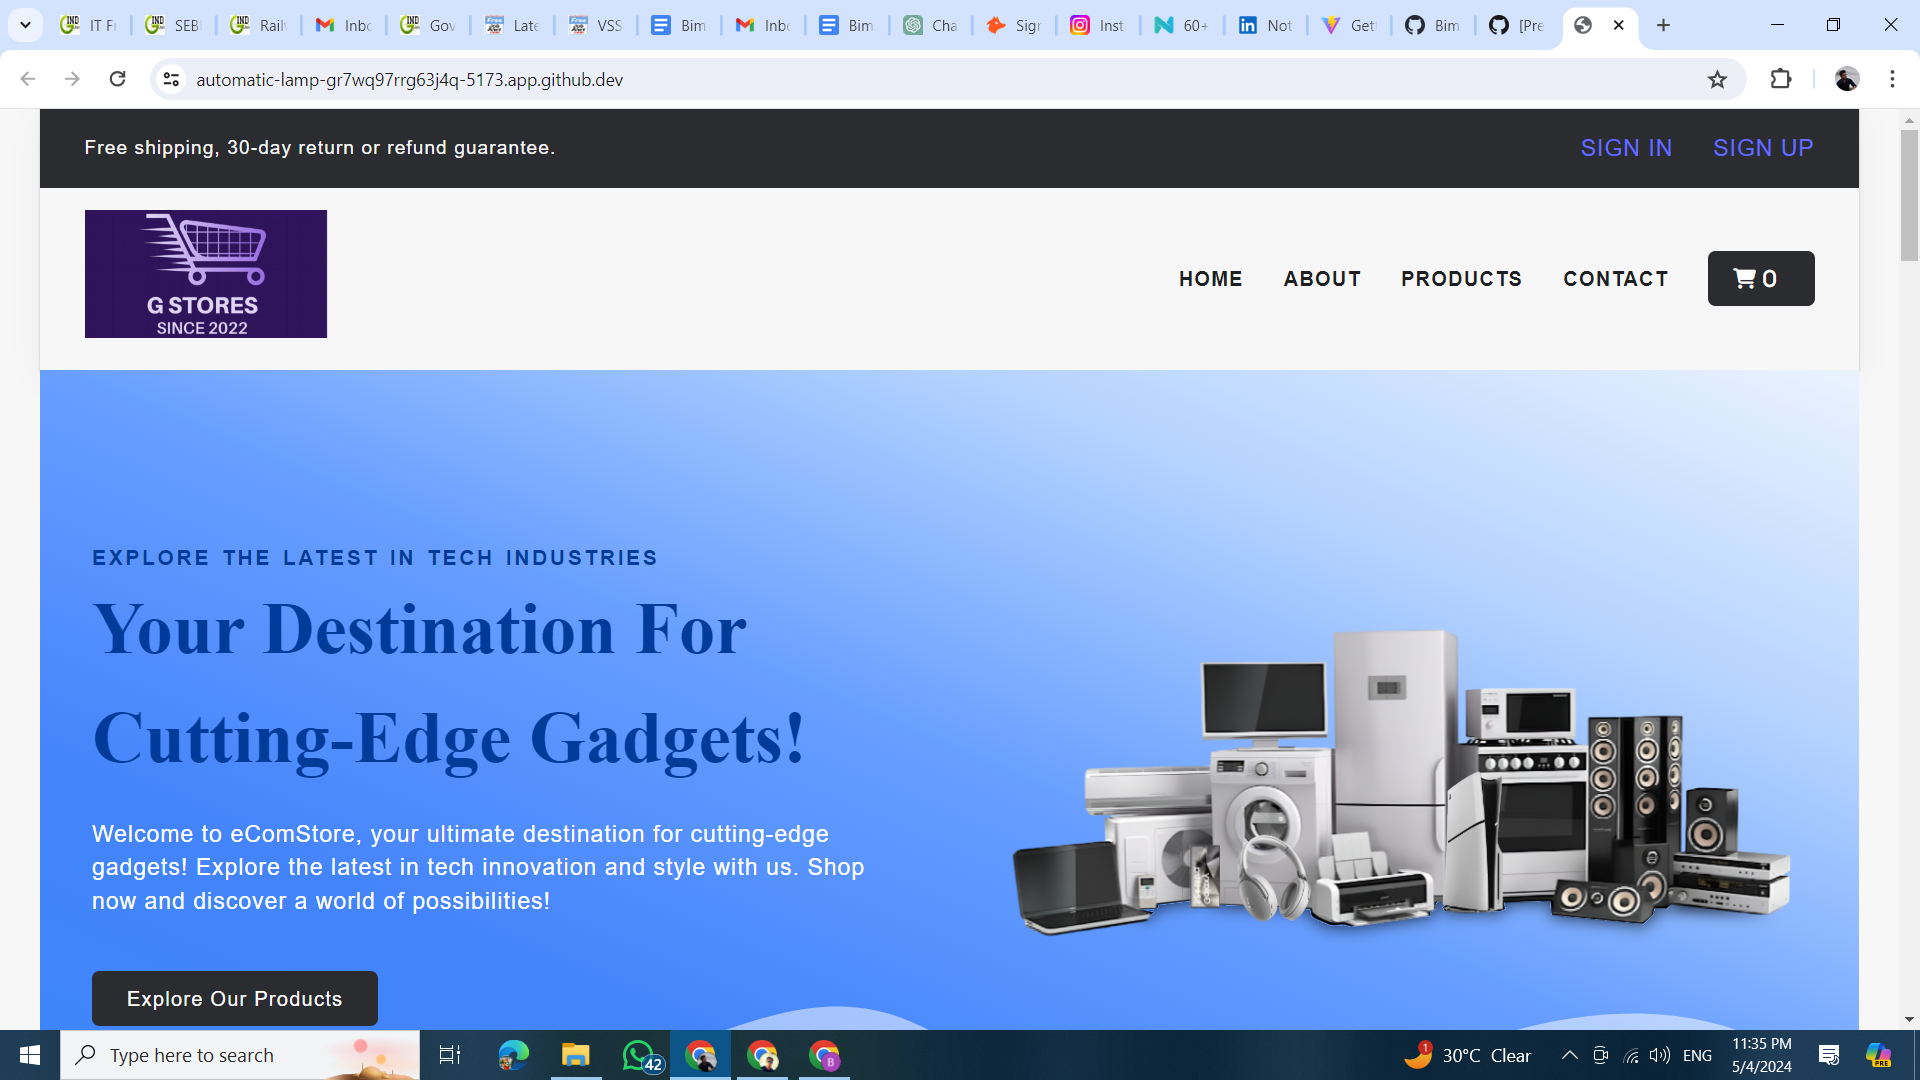 IT Fr
SEBI
Railv
Inbo
Gov
Late
VSS
Bim
Inbo
Bim
Cha
Sign
Inst
60+
Not
Gett
Bim
[Pre
automatic-lamp-gr7wq97rrg63j4q-5173.app.github.dev
Free shipping, 30-day return or refund guarantee.
SIGN IN
SIGN UP
G STORES
SINCE 2022
HOME
ABOUT
PRODUCTS
CONTACT
0
EXPLORE THE LATEST IN TECH INDUSTRIES
Your Destination For
Cutting-Edge Gadgets!
Welcome to eComStore, your ultimate destination for cutting-edge
gadgets! Explore the latest in tech innovation and style with us. Shop
now and discover a world of possibilities!
Explore Our Products
Type here to search
42
B
1
30°C Clear
ENG
11:35 PM
5/4/2024
PRE